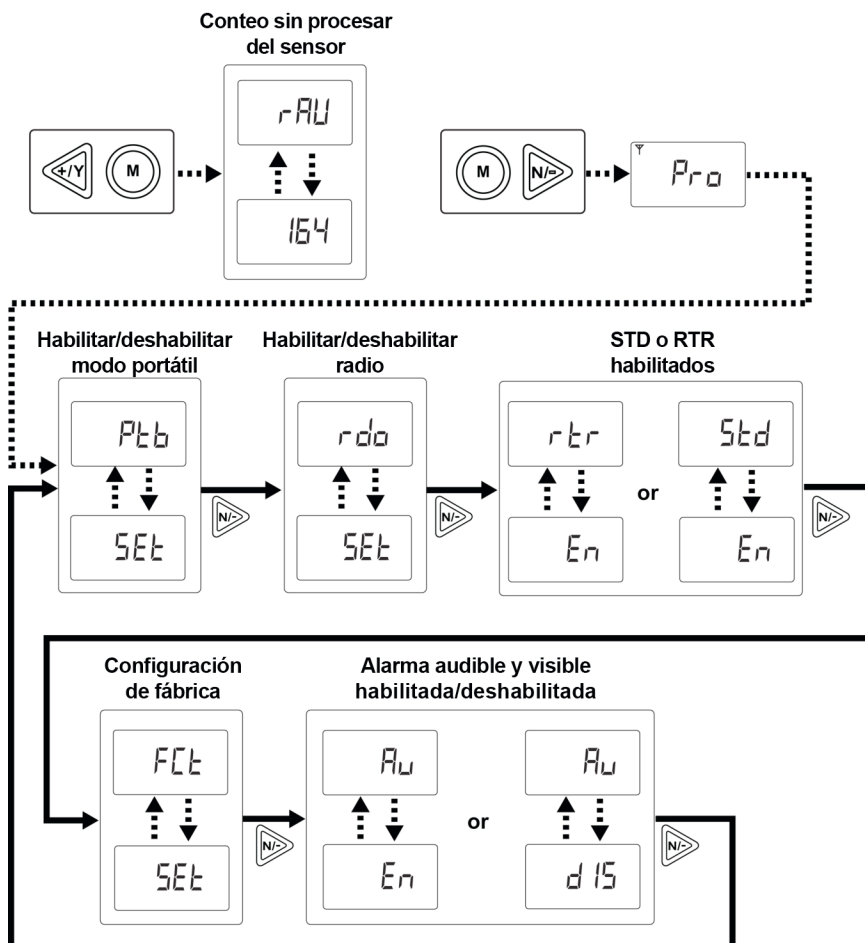 Conteo sin procesar
del sensor
rAU
+/Y
M
M
N/-
Pro
164
Habilitar/deshabilitar
modo portátil
Habilitar/deshabilitar
radio
STD o RTR
habilitados
Ptb
rdo
rtr
Std
or
N/-
N/-
N/-
SEt
SEt
En
En
Configuración
de fábrica
Alarma audible y visible
habilitada/deshabilitada
FCt
Au
Au
or
N/-
N/-
SEt
En
dIS